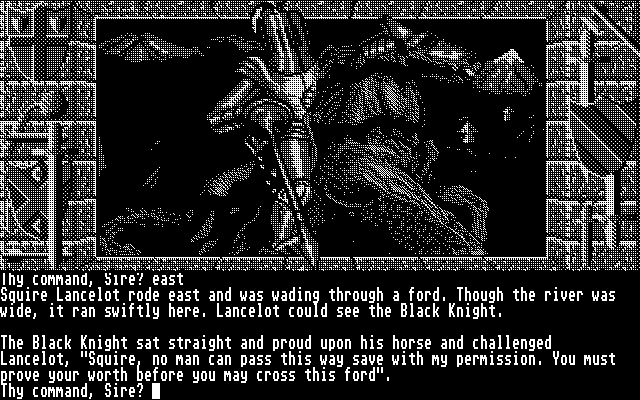 Thy command, Sire? east
Squire Lancelot rode east and was wading through a ford. Though the river was
wide, it ran swiftly here. Lancelot could see the Black Knight.
The Black Knight sat straight and proud upon his horse and challenged
Lancelot, "Squire, no man can pass this way save with my permission. You must
prove your worth before you may cross this ford".
Thy command, Sire?